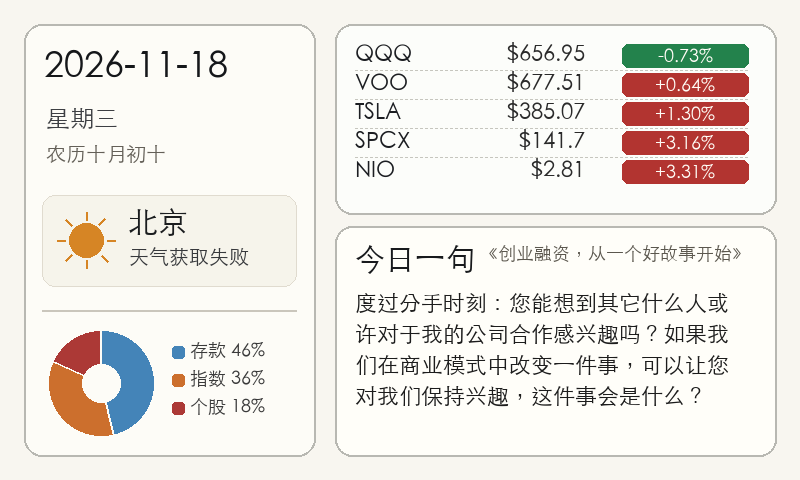 2026-11-18
星期三
农历十月初十
北京
天气获取失败
存款 46%
指数 36%
个股 18%
QQQ $656.95 -0.73%
VOO $677.51 +0.64%
TSLA $385.07 +1.30%
SPCX $141.7 +3.16%
NIO $2.81 +3.31%
今日一句 《创业融资，从一个好故事开始》
度过分手时刻：您能想到其它什么人或
许对于我的公司合作感兴趣吗？如果我
们在商业模式中改变一件事，可以让您
对我们保持兴趣，这件事会是什么？